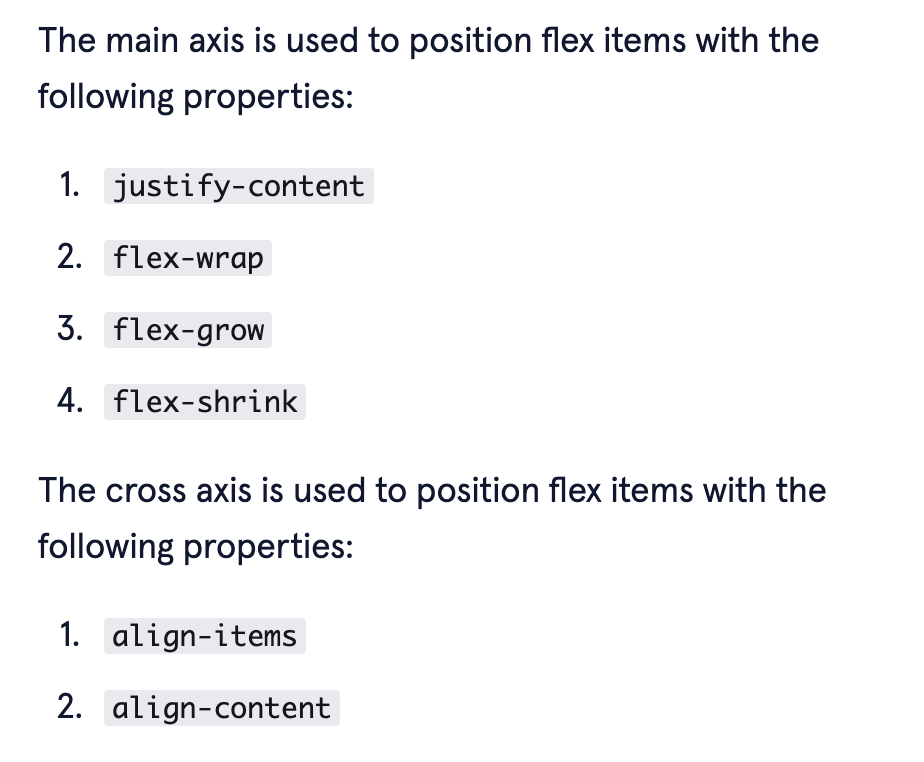 The main axis is used to position flex items with the
following properties:
1. justify-content
2. flex-wrap
3. flex-grow
4. flex-shrink
The cross axis is used to position flex items with the
following properties:
1. align-items
2. align-content